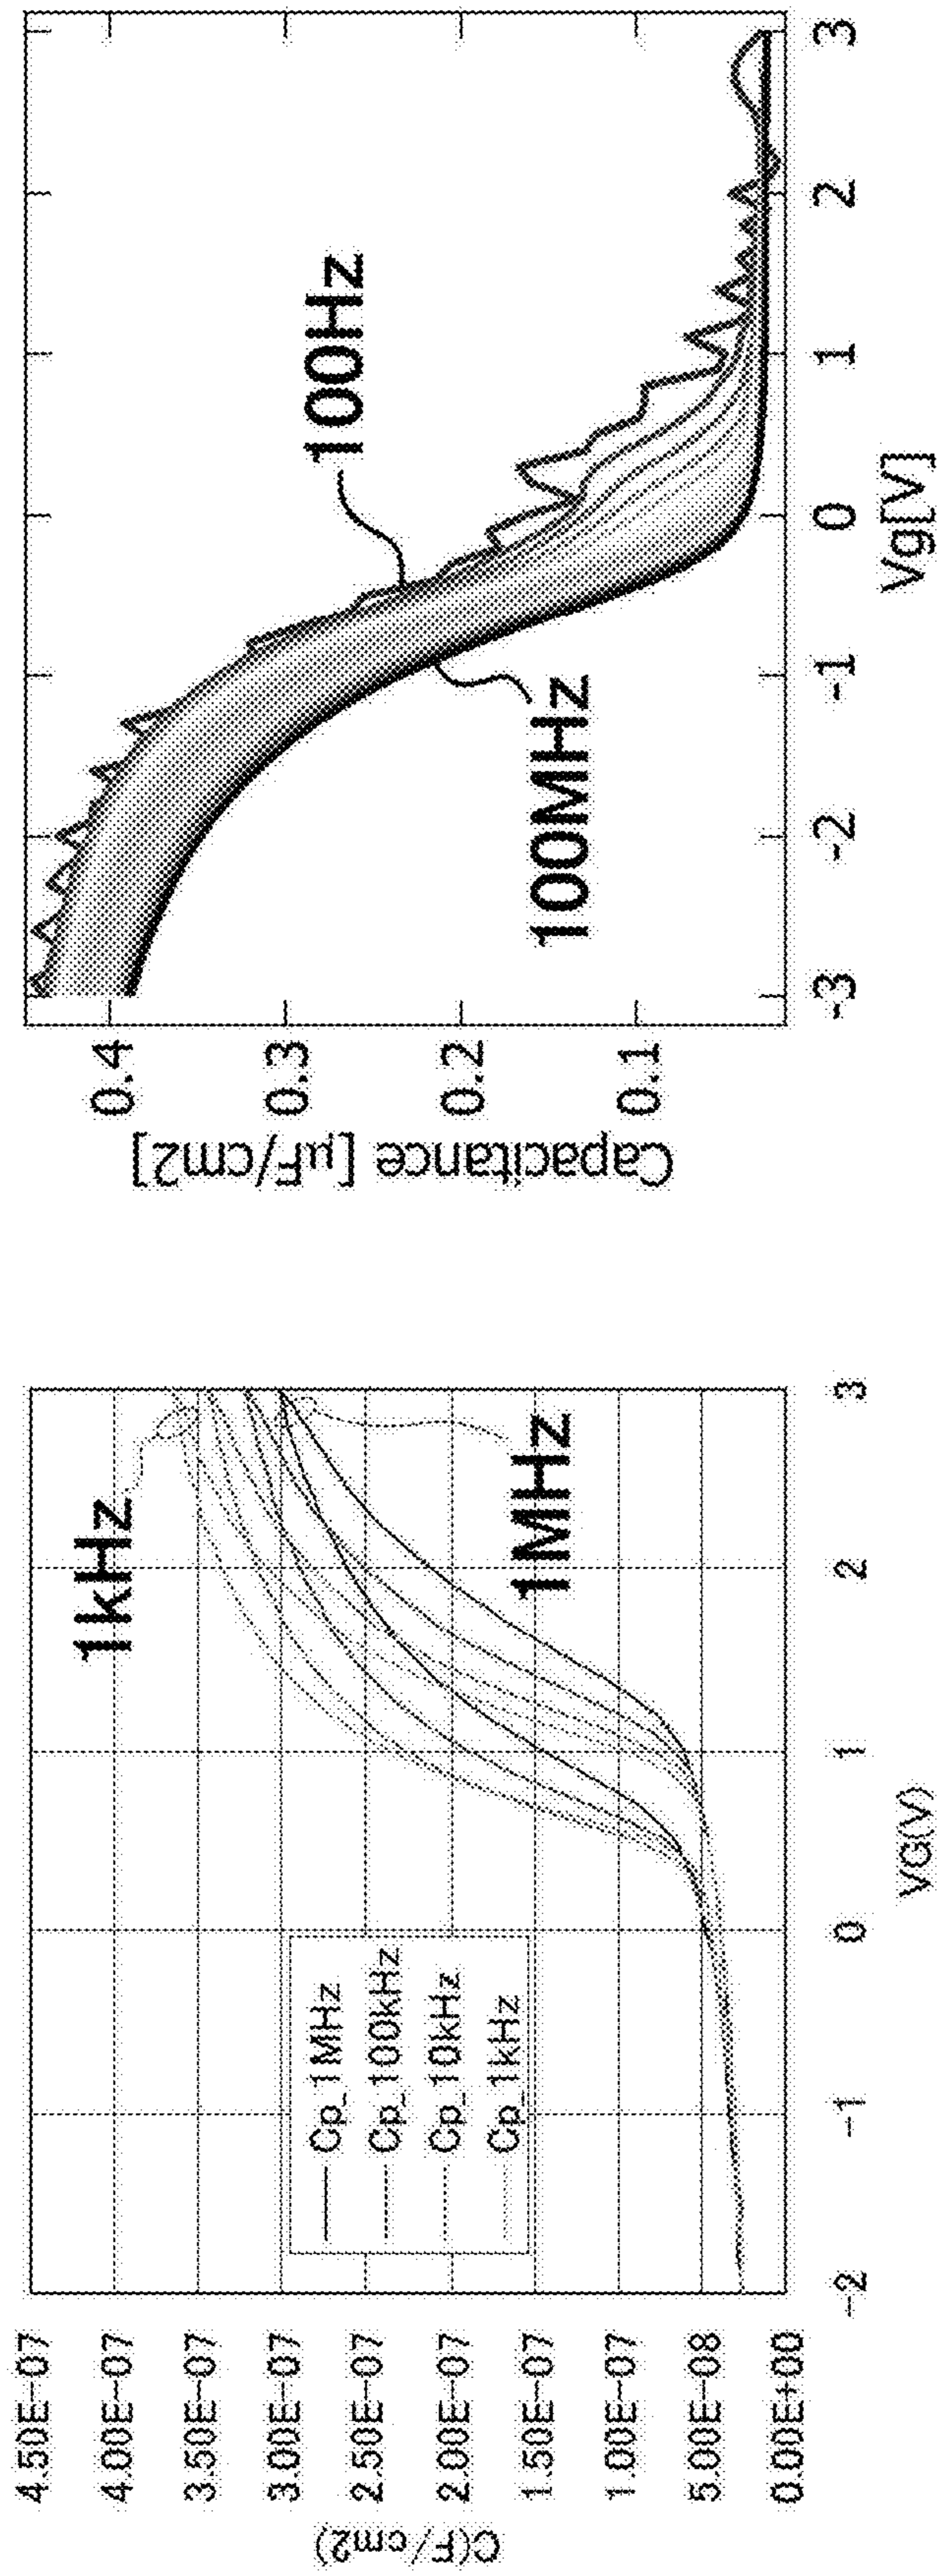 C(F/cm2)
4.50E-07
4.00E-07
3.50E-07
3.00E-07
2.50E-07
2.00E-07
1.50E-07
1.00E-07
5.00E-08
0.00E+00
Cp_1MHz
Cp_100kHz
Cp_10kHz
Cp_1kHz
1kHz
1MHz
-2
-1
0
1
2
3
VG(V)
Capacitance [μF/cm2]
0.4
0.3
0.2
0.1
100Hz
100MHz
-3
-2
-1
0
1
2
3
Vg[V]